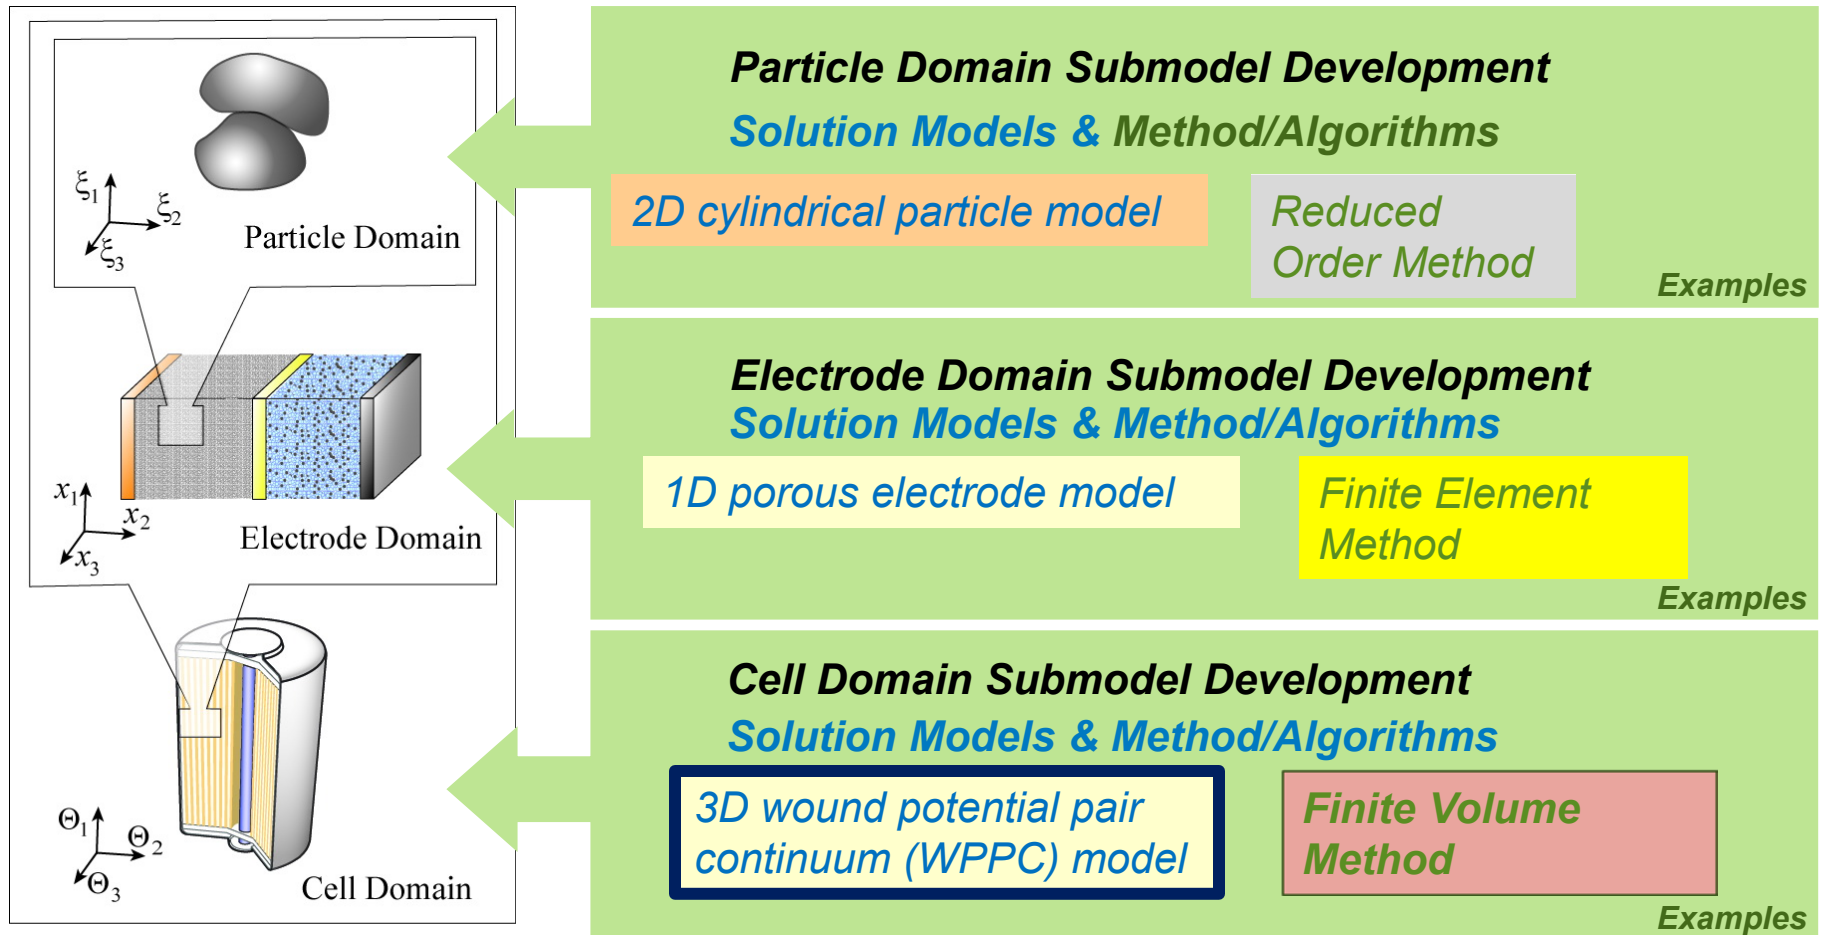 ξ1
ξ2
ξ3
Particle Domain
x1
x2
x3
Electrode Domain
Θ1
Θ2
Θ3
Cell Domain
Particle Domain Submodel Development
Solution Models & Method/Algorithms
2D cylindrical particle model
Reduced
Order Method
Examples
Electrode Domain Submodel Development
Solution Models & Method/Algorithms
1D porous electrode model
Finite Element
Method
Examples
Cell Domain Submodel Development
Solution Models & Method/Algorithms
3D wound potential pair
continuum (WPPC) model
Finite Volume
Method
Examples